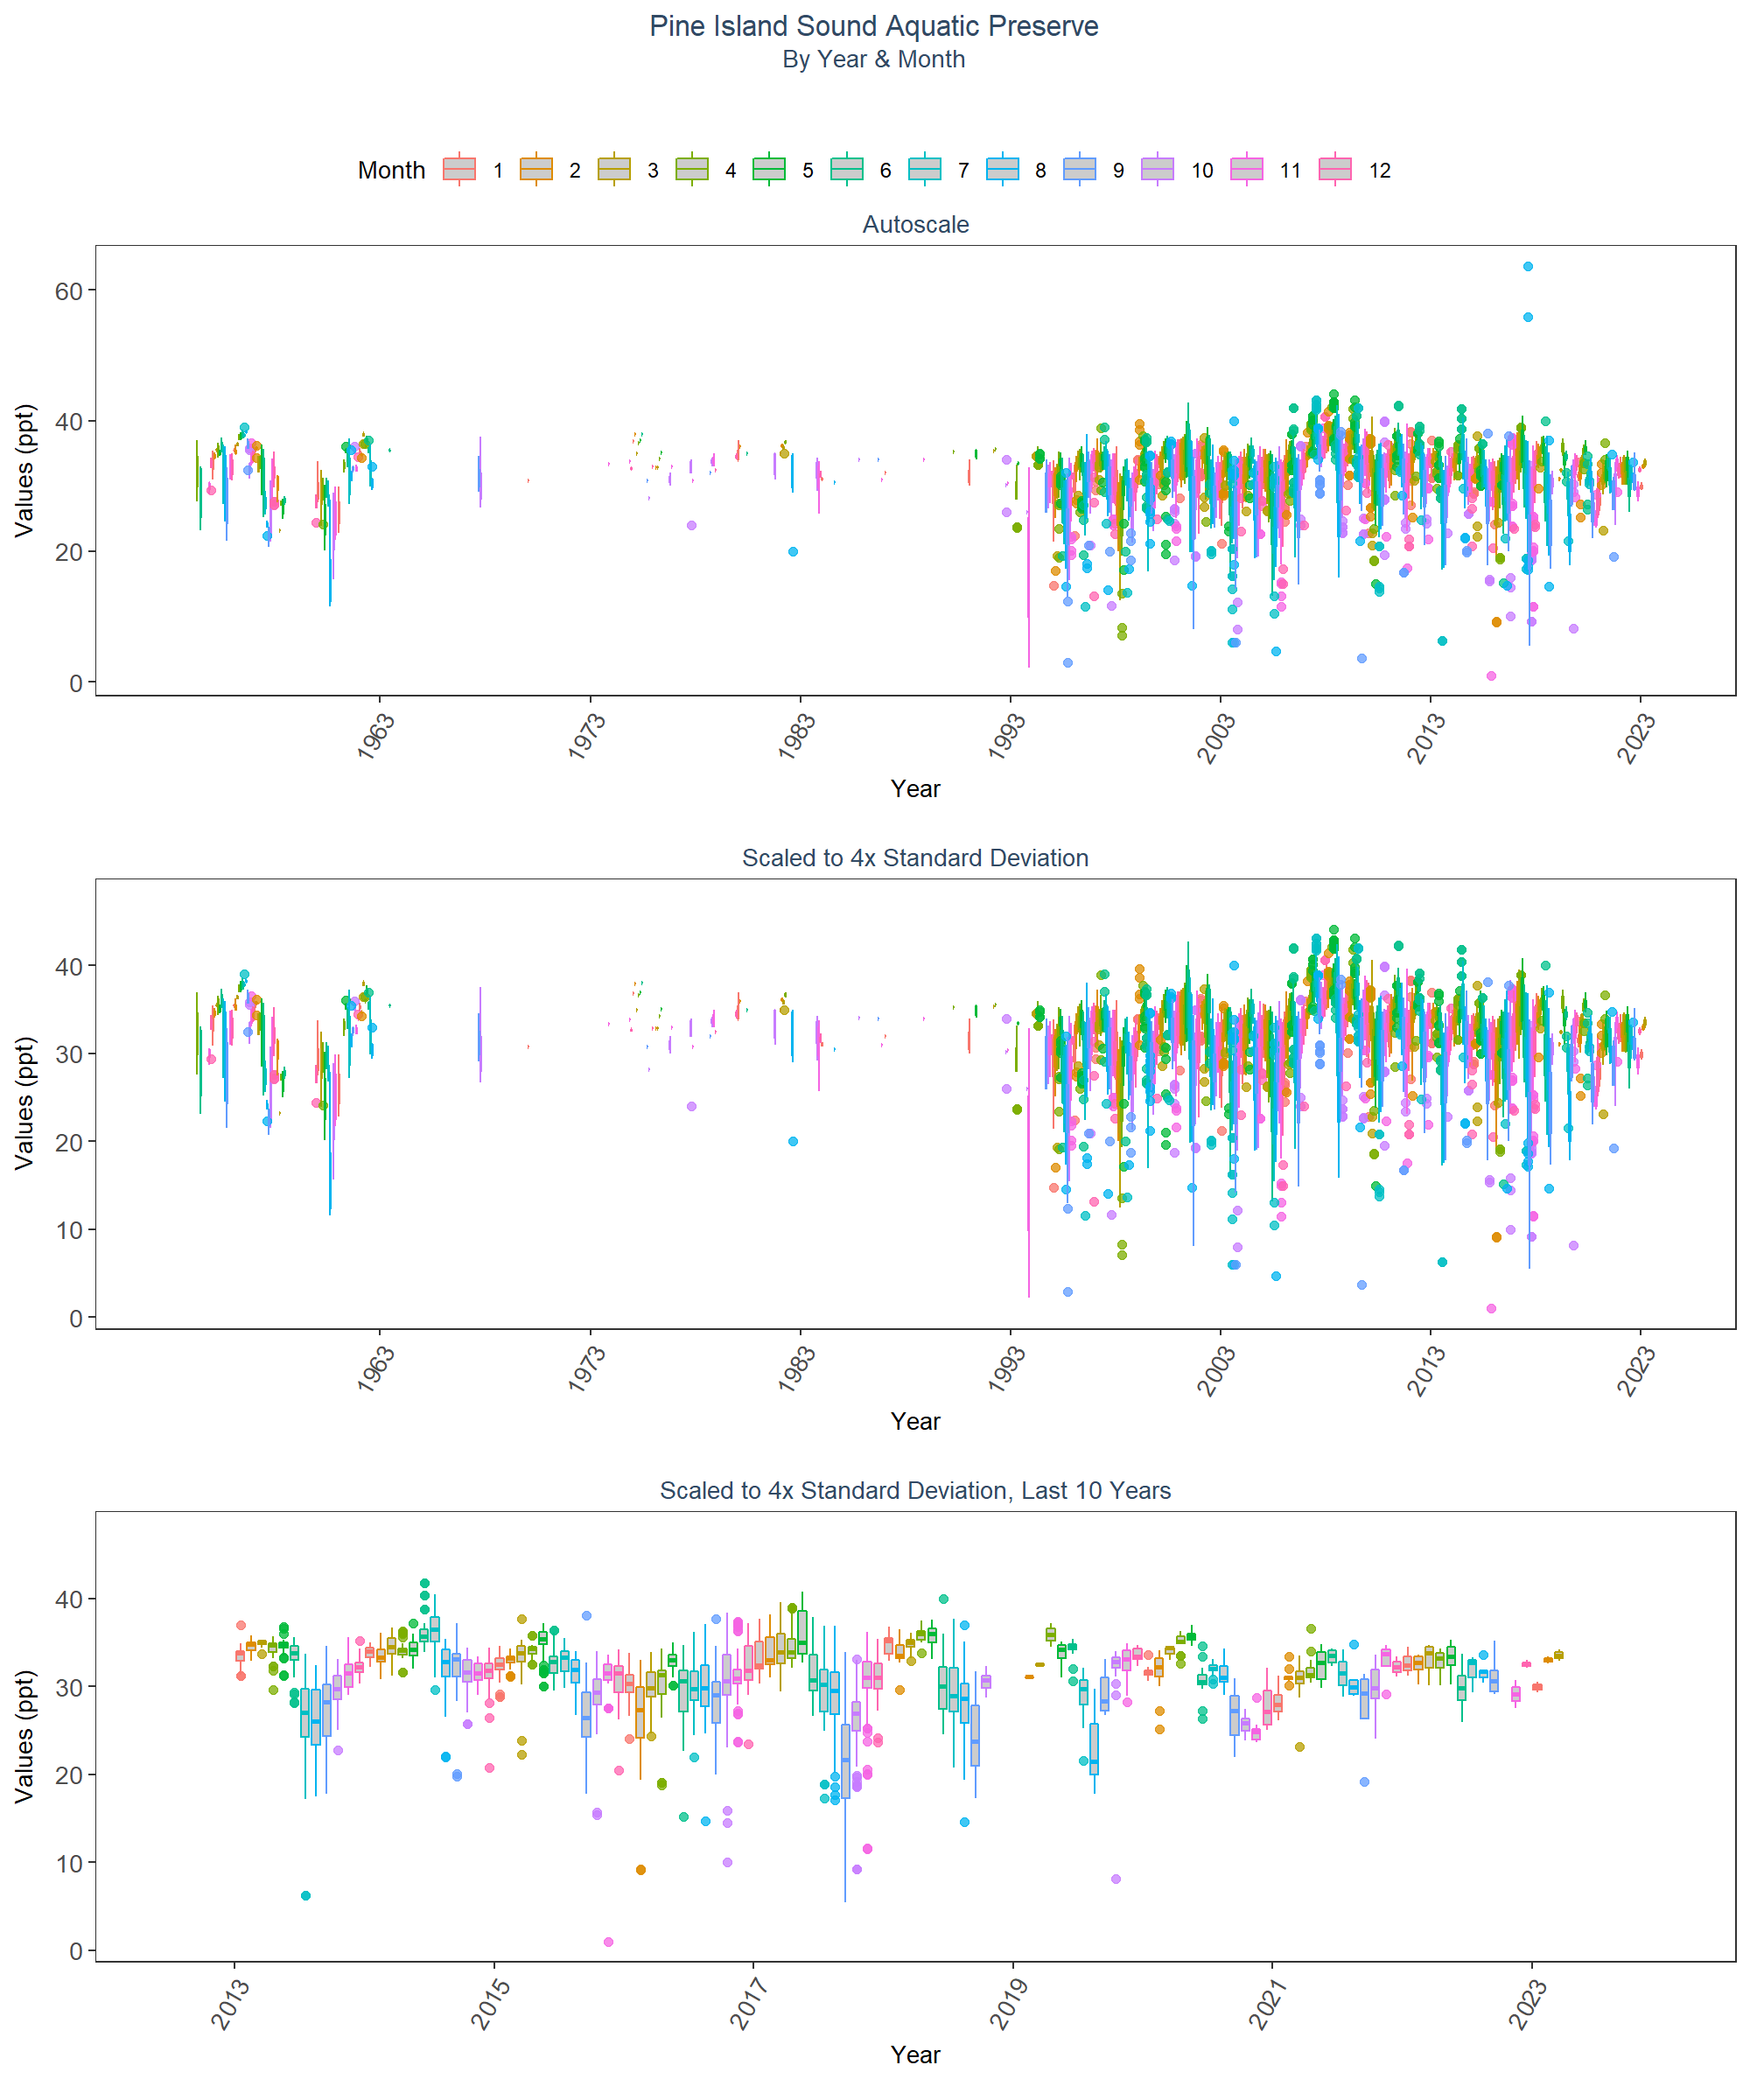 Pine Island Sound Aquatic Preserve
By Year & Month
Month 1 2 3 4 5 6 7 8 9 10 11 12
Autoscale
Values (ppt)
60
40
20
0
1963 1973 1983 1993 2003 2013 2023
Year
Scaled to 4x Standard Deviation
Values (ppt)
40
30
20
10
0
1963 1973 1983 1993 2003 2013 2023
Year
Scaled to 4x Standard Deviation, Last 10 Years
Values (ppt)
40
30
20
10
0
2013 2015 2017 2019 2021 2023
Year